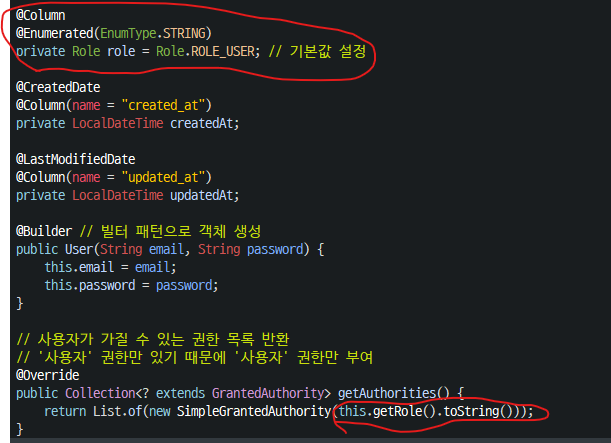 @Column
@Enumerated(EnumType.STRING)
private Role role = Role.ROLE_USER; // 기본값 설정
@CreatedDate
@Column(name = "created_at")
private LocalDateTime createdAt;
@LastModifiedDate
@Column(name = "updated_at")
private LocalDateTime updatedAt;
@Builder // 빌터 패턴으로 객체 생성
public User(String email, String password) {
    this.email = email;
    this.password = password;
}
// 사용자가 가질 수 있는 권한 목록 반환
// '사용자' 권한만 있기 때문에 '사용자' 권한만 부여
@Override
public Collection<? extends GrantedAuthority> getAuthorities() {
    return List.of(new SimpleGrantedAuthority(this.getRole().toString()));
}